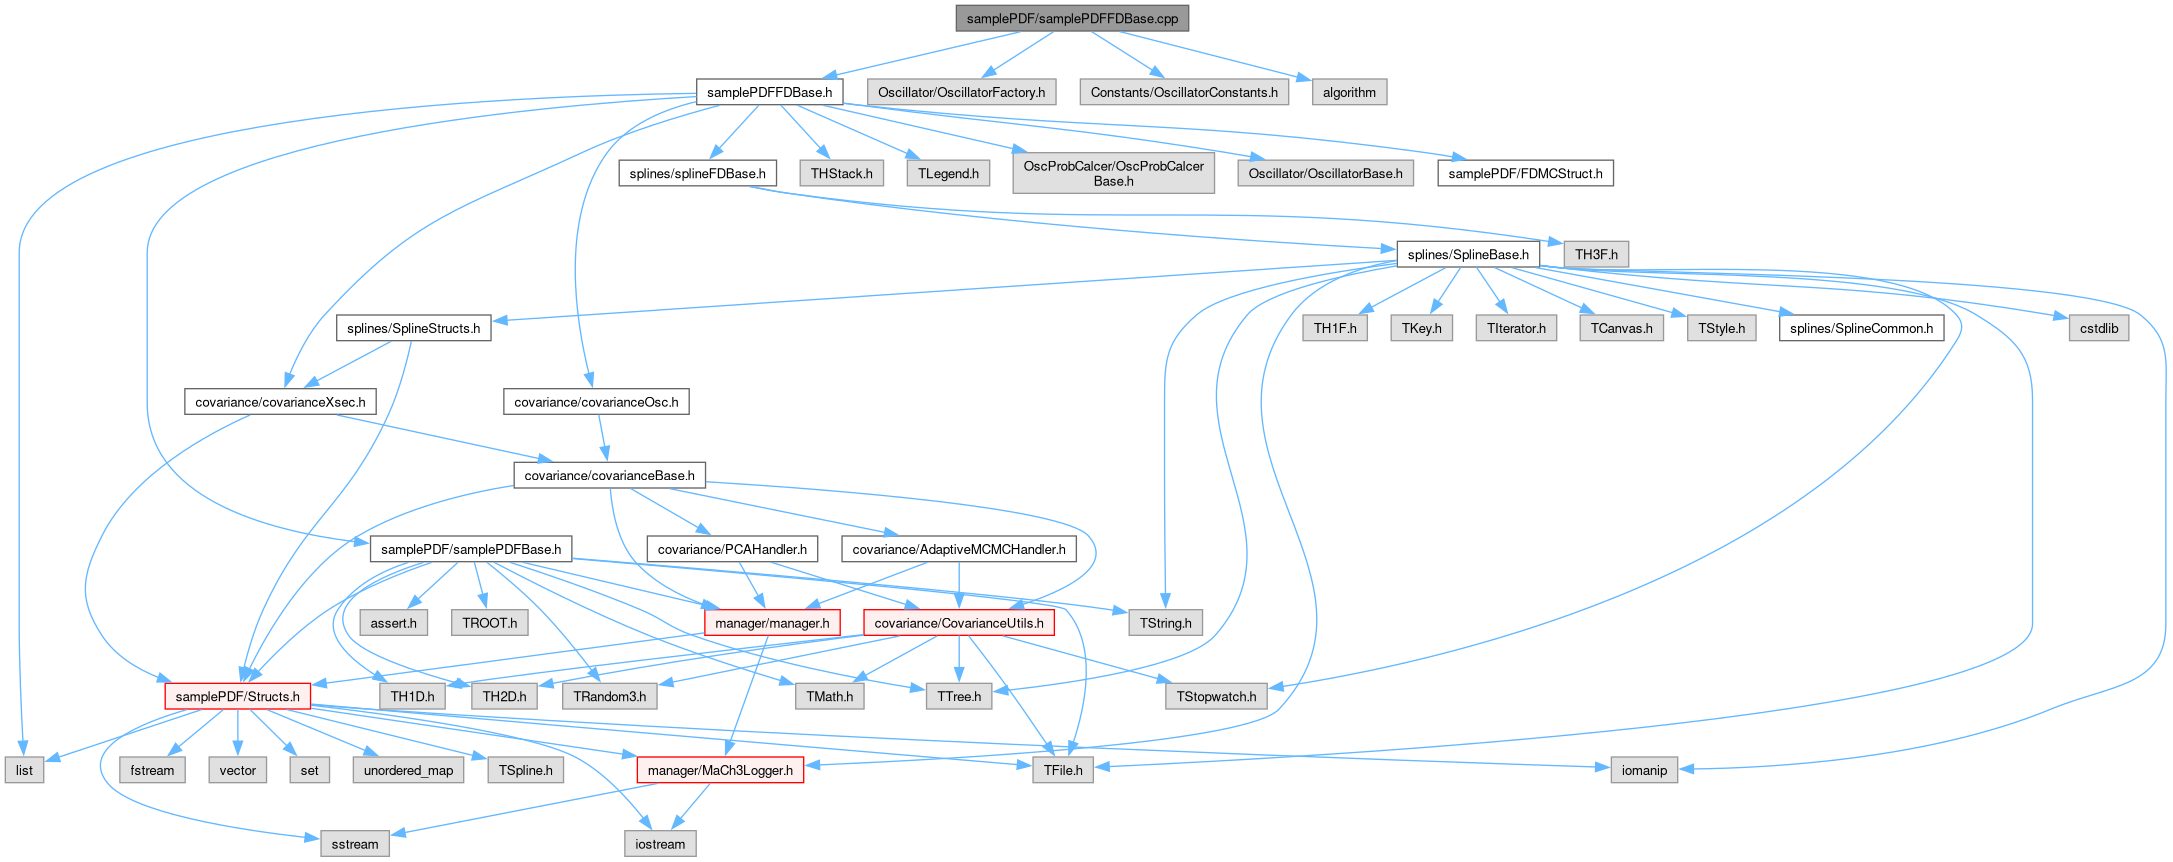 samplePDF/samplePDFFDBase.cpp
samplePDFFDBase.h
Oscillator/OscillatorFactory.h
Constants/OscillatorConstants.h
algorithm
splines/splineFDBase.h
THStack.h
TLegend.h
OscProbCalcer/OscProbCalcer
Base.h
Oscillator/OscillatorBase.h
samplePDF/FDMCStruct.h
splines/SplineBase.h
TH3F.h
splines/SplineStructs.h
TH1F.h
TKey.h
TIterator.h
TCanvas.h
TStyle.h
splines/SplineCommon.h
cstdlib
covariance/covarianceXsec.h
covariance/covarianceOsc.h
covariance/covarianceBase.h
samplePDF/samplePDFBase.h
covariance/PCAHandler.h
covariance/AdaptiveMCMCHandler.h
assert.h
TROOT.h
manager/manager.h
covariance/CovarianceUtils.h
TString.h
samplePDF/Structs.h
TH1D.h
TH2D.h
TRandom3.h
TMath.h
TTree.h
TStopwatch.h
list
fstream
vector
set
unordered_map
TSpline.h
manager/MaCh3Logger.h
TFile.h
iomanip
sstream
iostream